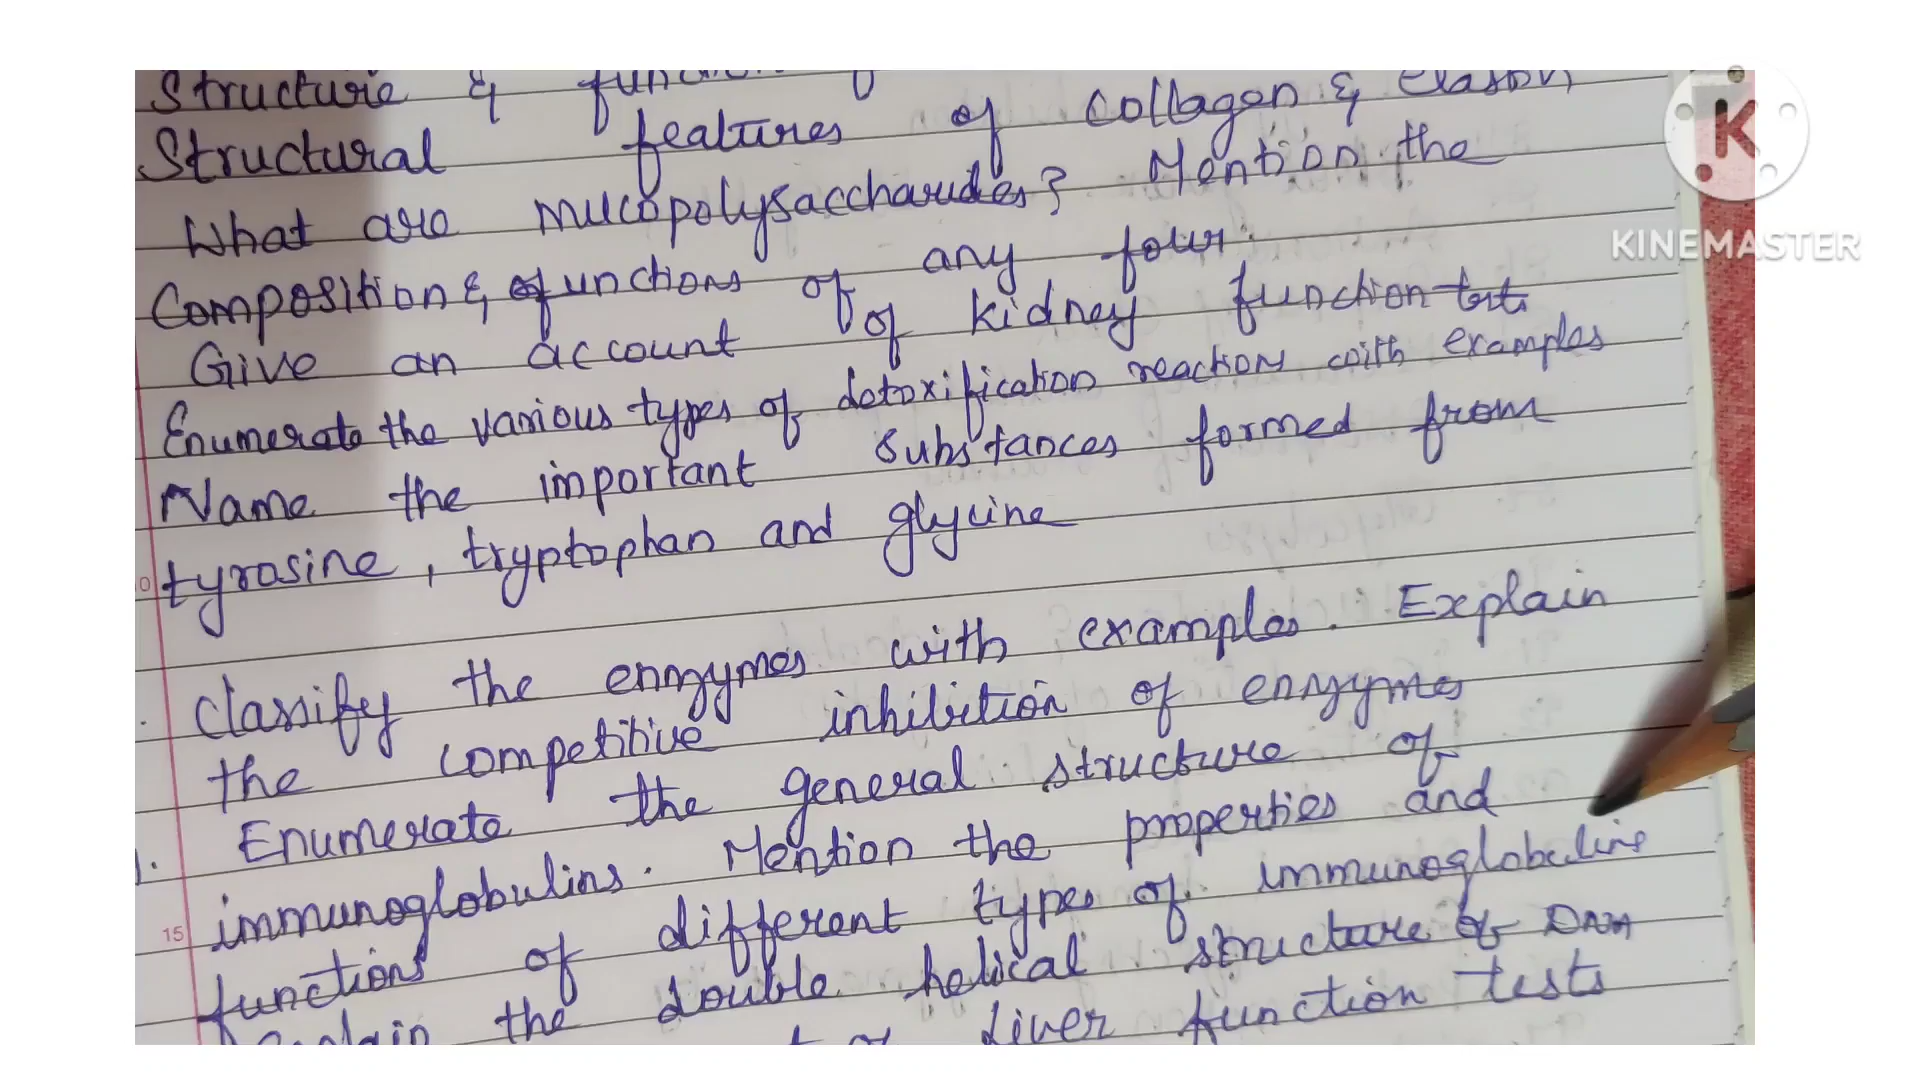 Structure & function
Structural features of collagen & elastin
What are mucopolysaccharides? Mention the
Composition & functions of any four.
Give an account of kidney function tests
Enumerate the various types of detoxification reactions with examples
Name the important substances formed from
tyrosine, tryptophan and glycine
Classify the enzymes with examples. Explain
the competitive inhibition of enzymes
Enumerate the general structure of
immunoglobulins. Mention the properties and
15 functions of different types of immunoglobulins
Explain the double helical structure of DNA
of Liver function tests
K
KINEMASTER